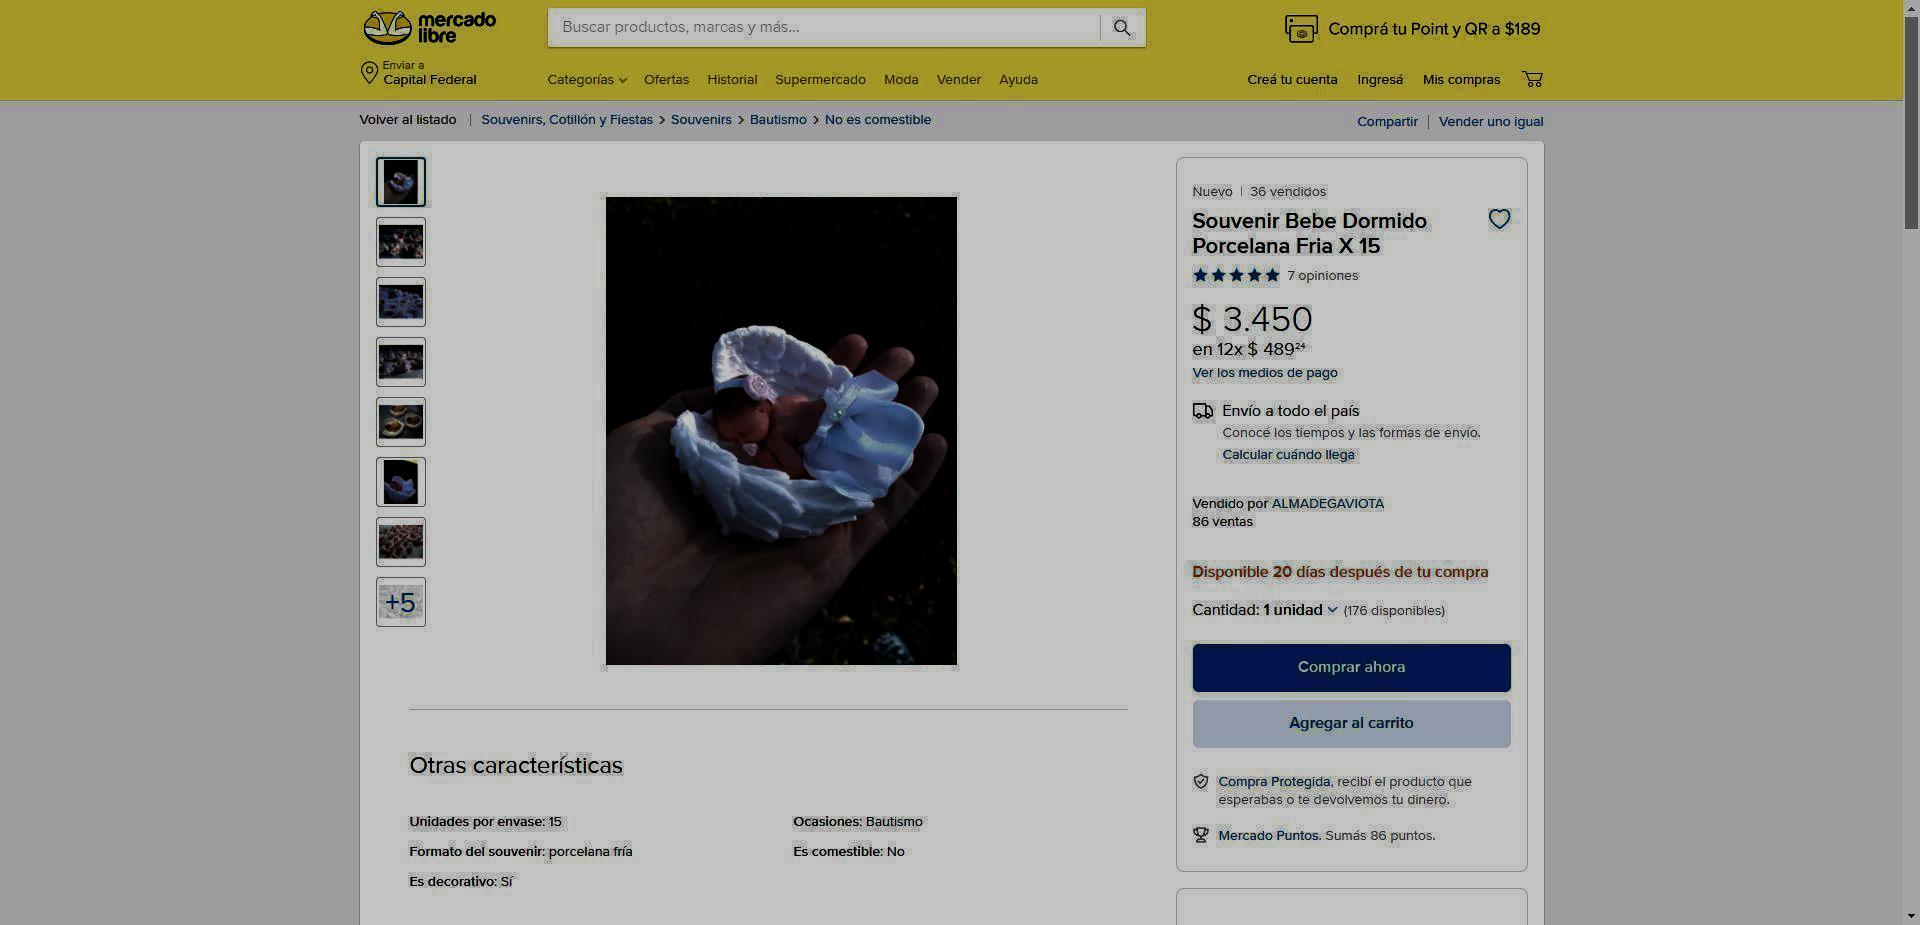 mercado
libre
Buscar productos, marcas y más...
Comprá tu Point y QR a $189
Enviar a
Capital Federal
Categorías
Ofertas
Historial
Supermercado
Moda
Vender
Ayuda
Creá tu cuenta
Ingresá
Mis compras
Volver al listado | Souvenirs, Cotillón y Fiestas > Souvenirs > Bautismo > No es comestible
Compartir | Vender uno igual
+5
Nuevo | 36 vendidos
Souvenir Bebe Dormido
Porcelana Fria X 15
7 opiniones
$ 3.450
en 12x $ 489²⁴
Ver los medios de pago
Envío a todo el país
Conocé los tiempos y las formas de envío.
Calcular cuándo llega
Vendido por ALMADEGAVIOTA
86 ventas
Disponible 20 días después de tu compra
Cantidad: 1 unidad (176 disponibles)
Comprar ahora
Agregar al carrito
Compra Protegida, recibí el producto que
esperabas o te devolvemos tu dinero.
Mercado Puntos. Sumás 86 puntos.
Otras características
Unidades por envase: 15
Ocasiones: Bautismo
Formato del souvenir: porcelana fría
Es comestible: No
Es decorativo: Sí